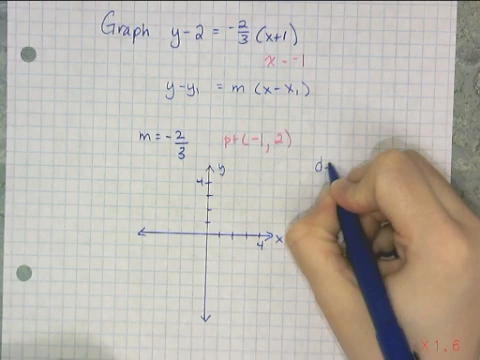 Graph y-2 = -2/3 (x+1)
x - -1
y-y₁ = m (x-x₁)
m = -2/3 pt (-1, 2)
y
4
x
4
X 1.6